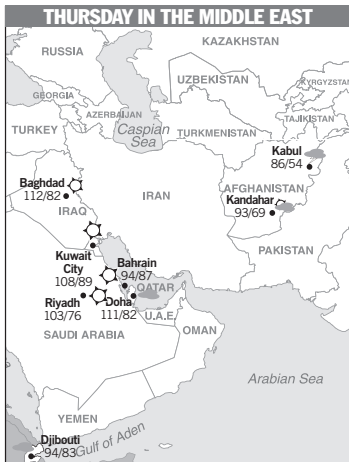 THURSDAY IN THE MIDDLE EAST
RUSSIA
KAZAKHSTAN
UZBEKISTAN
KYRGYZSTAN
GEORGIA
AZERBAIJAN
TAJIKISTAN
TURKEY
Caspian
Sea
TURKMENISTAN
Kabul
86/54
Baghdad
112/82
IRAN
AFGHANISTAN
Kandahar
93/69
IRAQ
PAKISTAN
Kuwait
City
108/89
Bahrain
94/87
QATAR
Riyadh
103/76
Doha
111/82
U.A.E.
SAUDI ARABIA
OMAN
Arabian Sea
YEMEN
Djibouti
94/83
Gulf of Aden